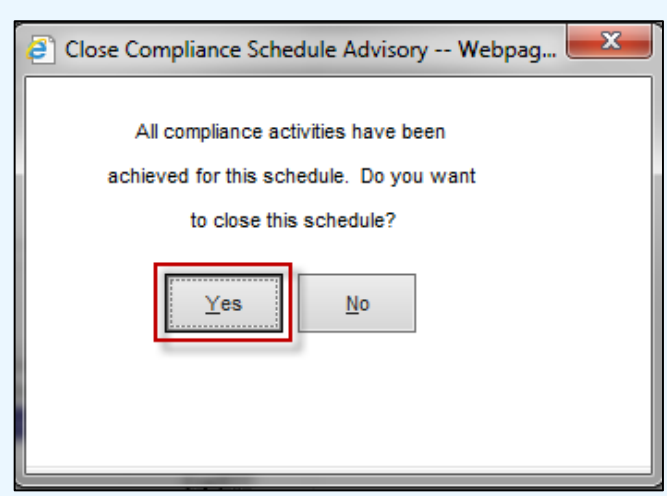 Close Compliance Schedule Advisory -- Webpag...
X
All compliance activities have been
achieved for this schedule. Do you want
to close this schedule?
Yes No